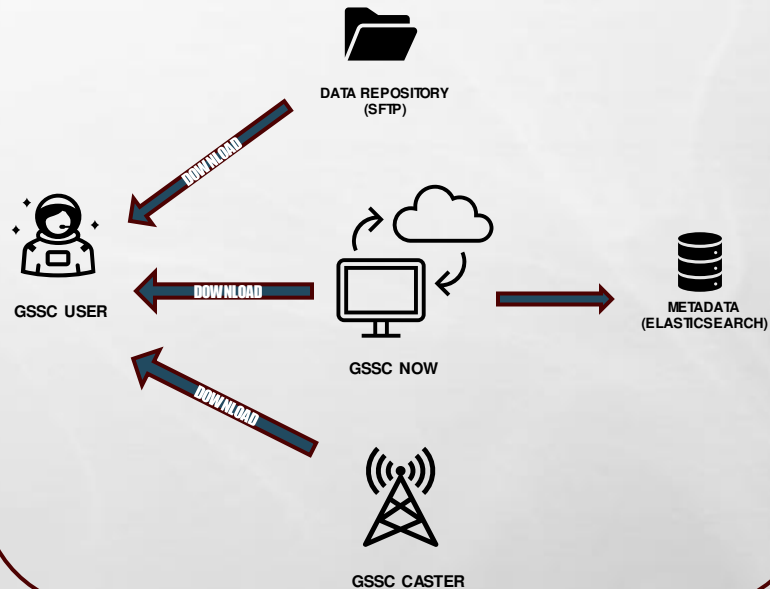 DATA REPOSITORY
(SFTP)
DOWNLOAD
GSSC USER
DOWNLOAD
GSSC NOW
METADATA
(ELASTICSEARCH)
DOWNLOAD
GSSC CASTER